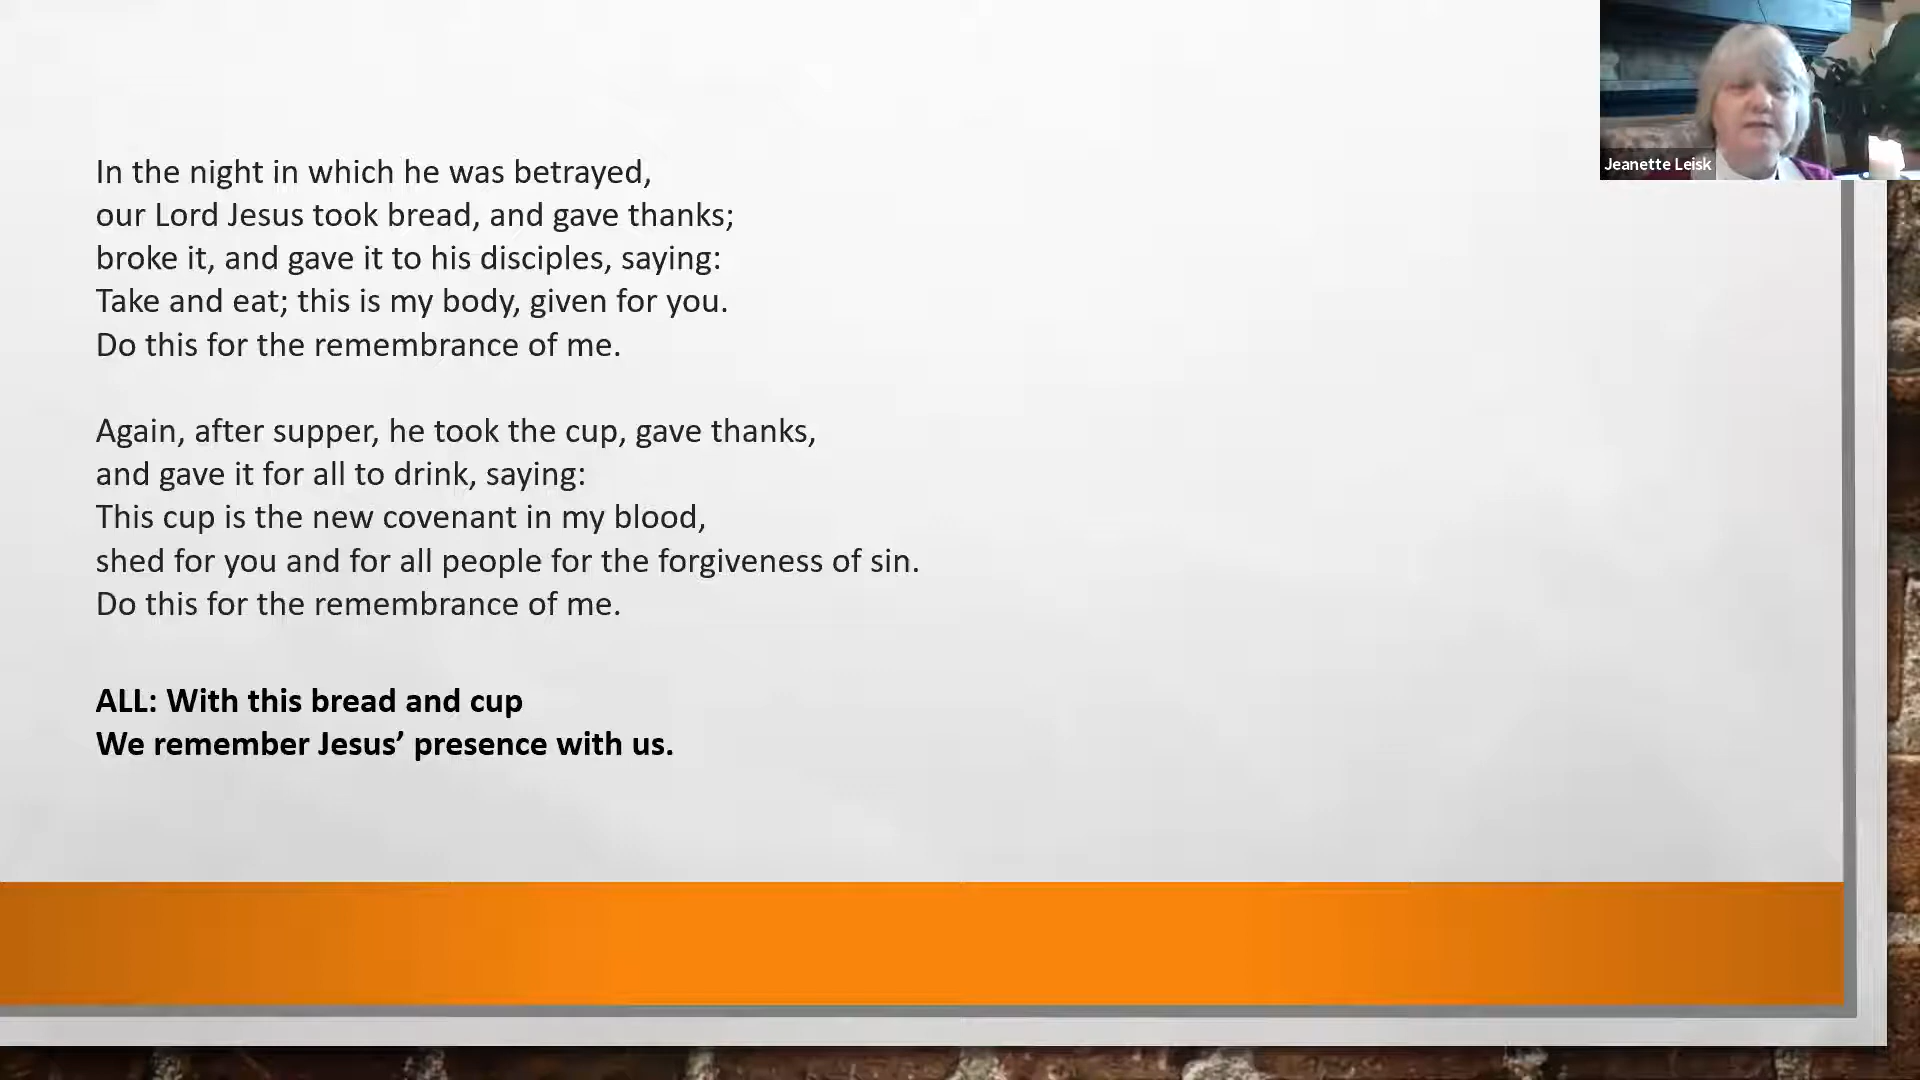 In the night in which he was betrayed,
our Lord Jesus took bread, and gave thanks;
broke it, and gave it to his disciples, saying:
Take and eat; this is my body, given for you.
Do this for the remembrance of me.
Again, after supper, he took the cup, gave thanks,
and gave it for all to drink, saying:
This cup is the new covenant in my blood,
shed for you and for all people for the forgiveness of sin.
Do this for the remembrance of me.
ALL: With this bread and cup
We remember Jesus’ presence with us.
Jeanette Leisk